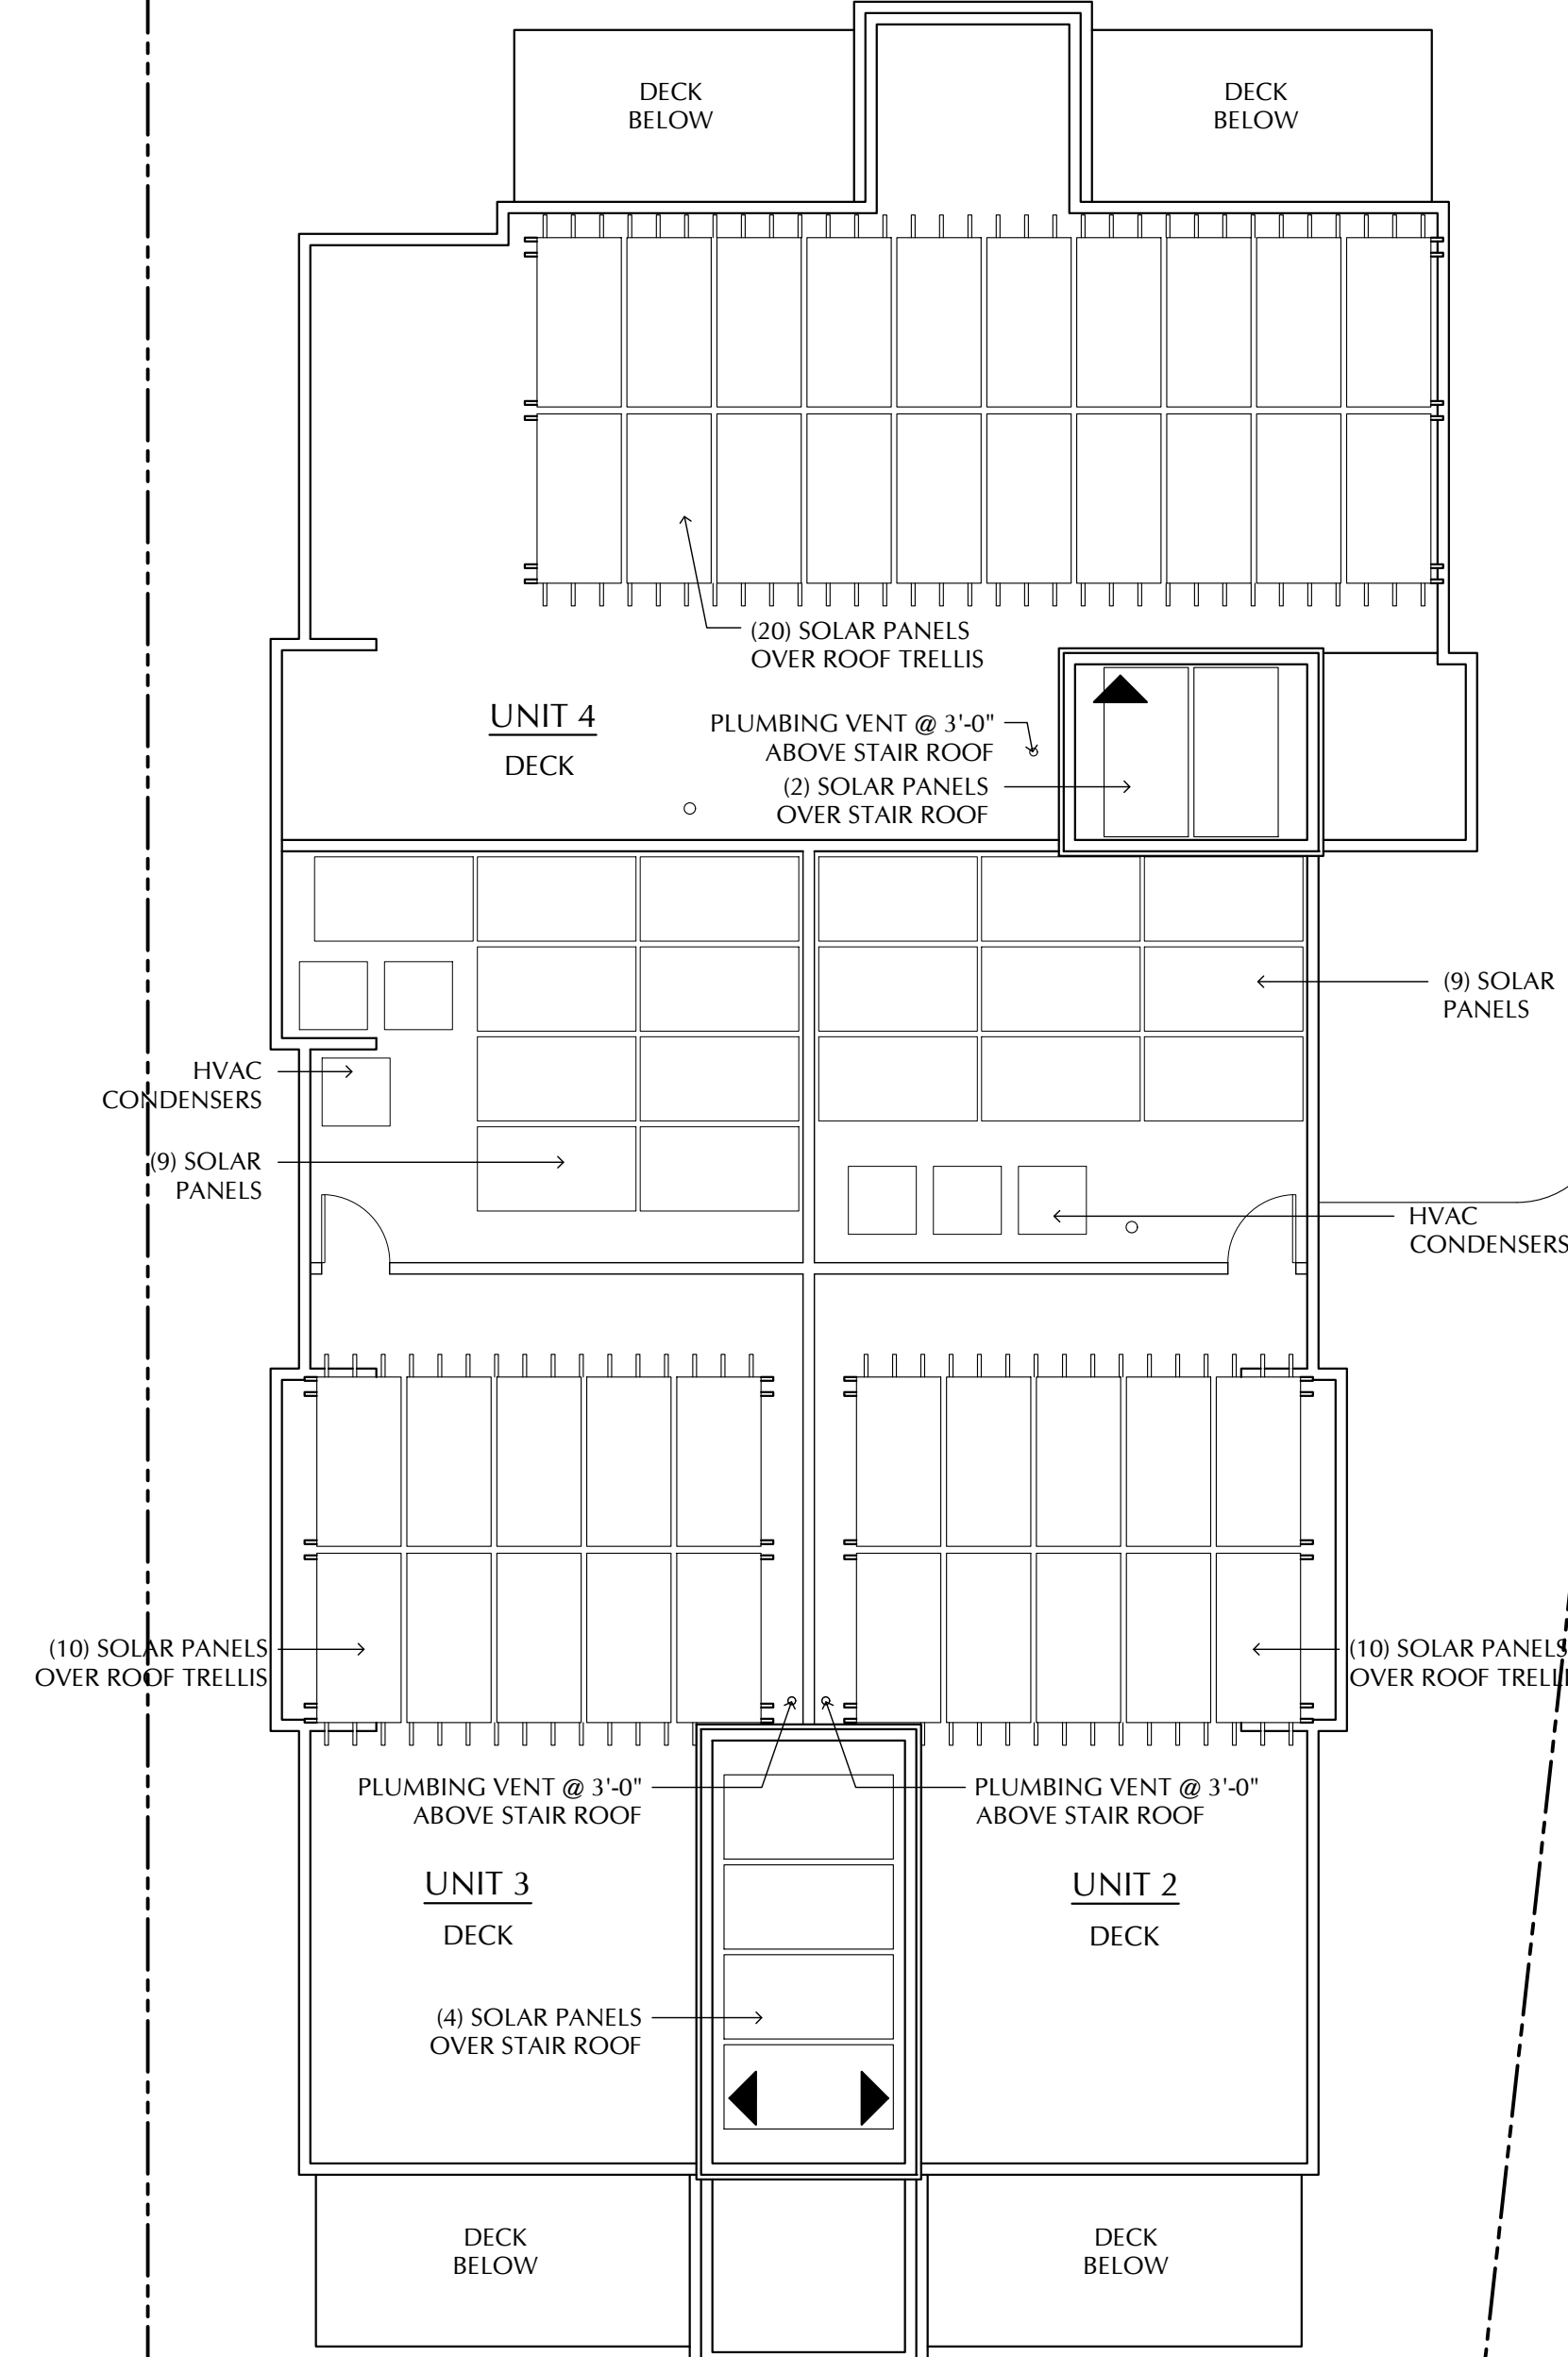 DECK
BELOW
DECK
BELOW
(20) SOLAR PANELS
OVER ROOF TRELLIS
UNIT 4
DECK
PLUMBING VENT @ 3'-0"
ABOVE STAIR ROOF
(2) SOLAR PANELS
OVER STAIR ROOF
(9) SOLAR
PANELS
HVAC
CONDENSERS
(9) SOLAR
PANELS
HVAC
CONDENSERS
(10) SOLAR PANELS
OVER ROOF TRELLIS
(10) SOLAR PANELS
OVER ROOF TRELLI
PLUMBING VENT @ 3'-0"
ABOVE STAIR ROOF
PLUMBING VENT @ 3'-0"
ABOVE STAIR ROOF
UNIT 3
DECK
UNIT 2
DECK
(4) SOLAR PANELS
OVER STAIR ROOF
DECK
BELOW
DECK
BELOW